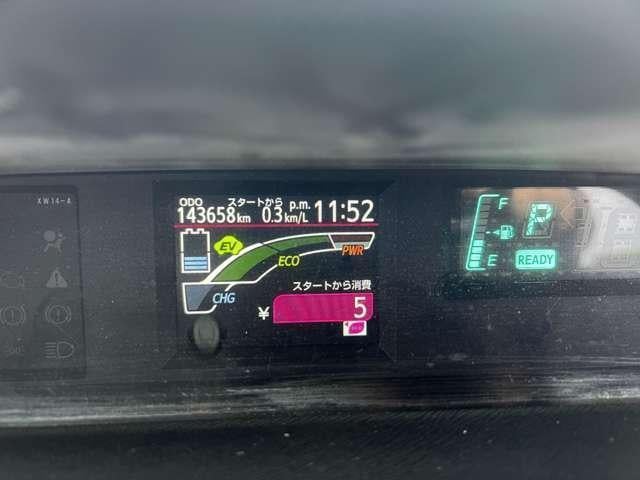 XW14-A
ODO スタートから p.m.
143658km 0.3km/L 11:52
EV
ECO
PWR
CHG
スタートから消費
¥ 5
F
P
E
READY